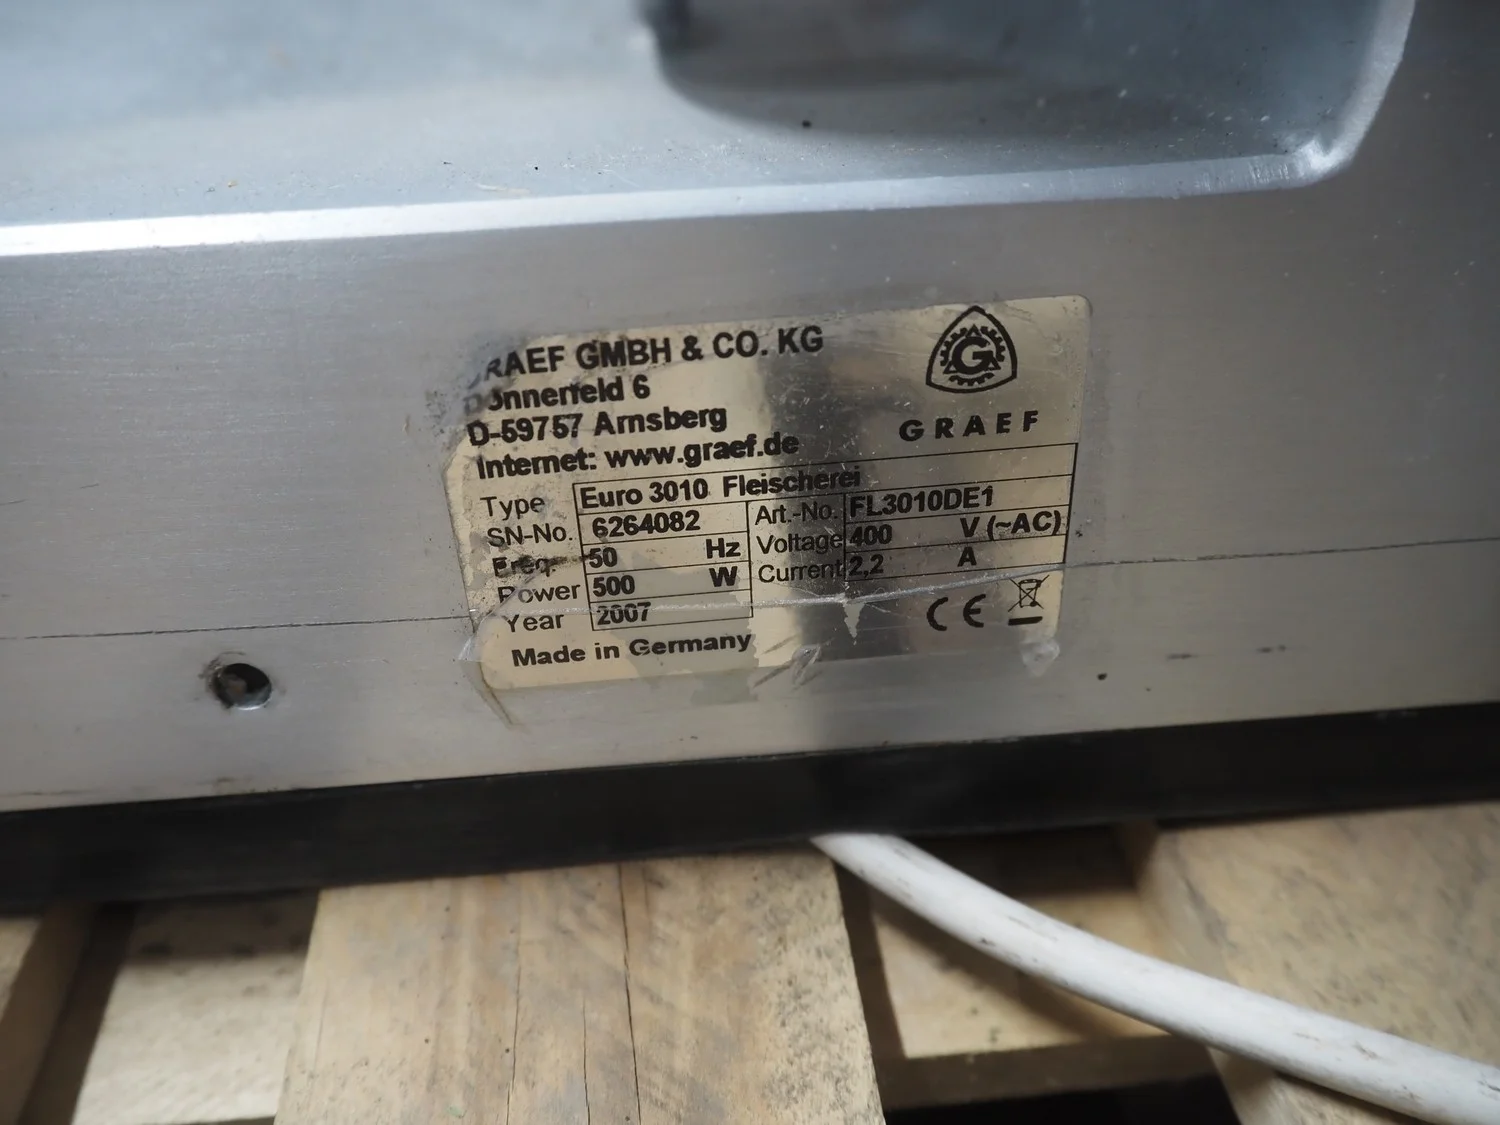 GRAEF GMBH & CO. KG
Donnerfeld 6
D-59757 Arnsberg
Internet: www.graef.de
G
GRAEF
Type Euro 3010 Fleischerei
SN-No. 6264082 Art.-No. FL3010DE1
Freq. 50 Hz Voltage 400 V (~AC)
Power 500 W Current 2,2 A
Year 2007
CE
Made in Germany